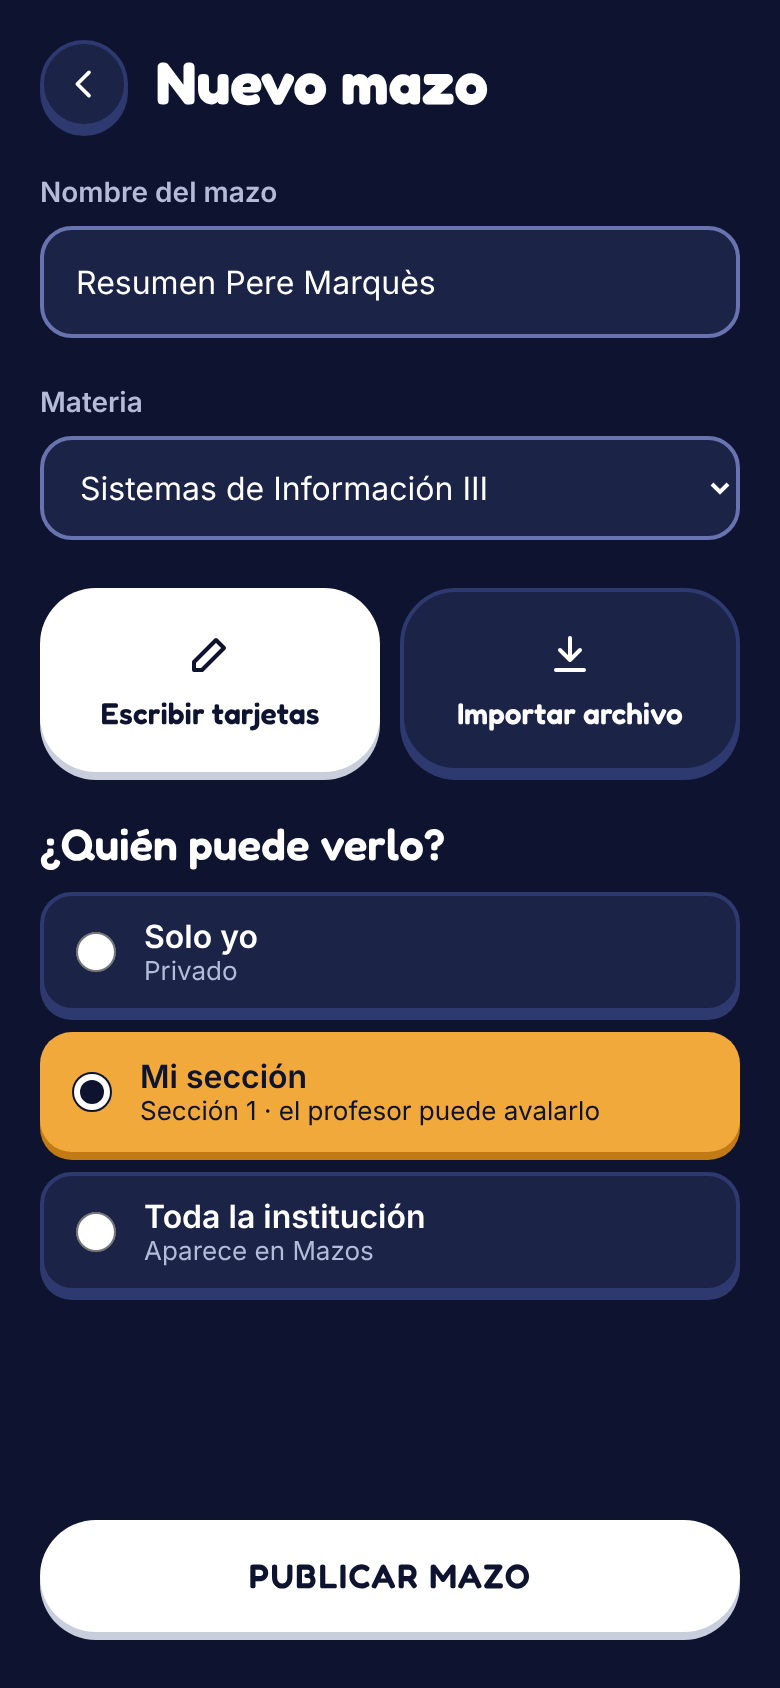 Nuevo mazo
Nombre del mazo
Resumen Pere Marquès
Materia
Sistemas de Información III
Escribir tarjetas
Importar archivo
¿Quién puede verlo?
Solo yo
Privado
Mi sección
Sección 1 · el profesor puede avalarlo
Toda la institución
Aparece en Mazos
PUBLICAR MAZO